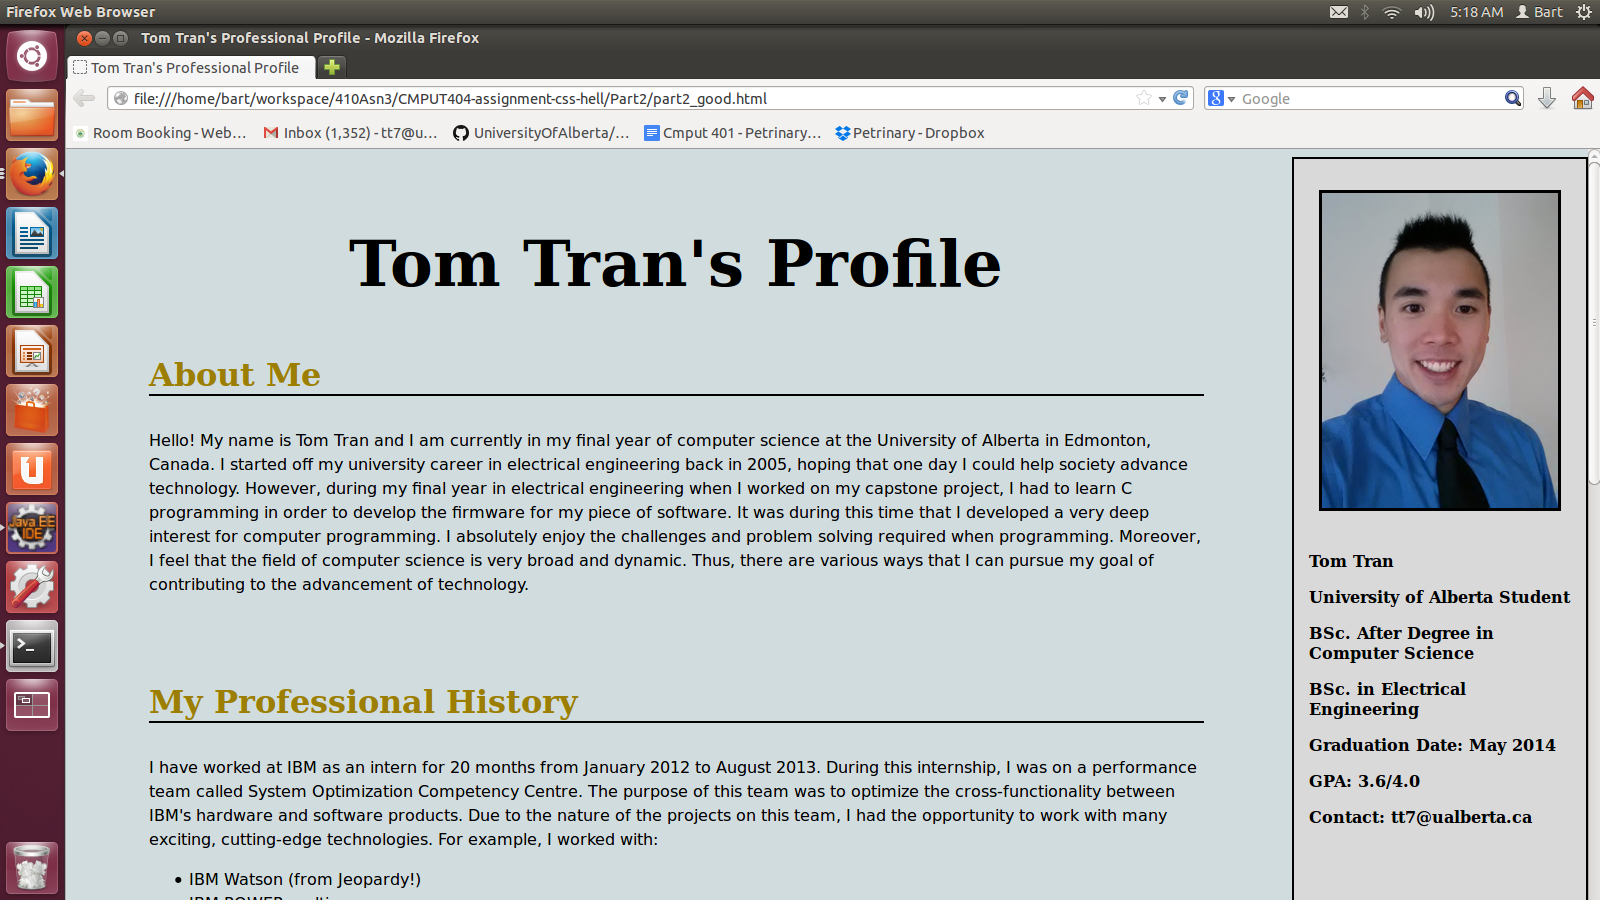 Firefox Web Browser
5:18 AM Bart
Tom Tran's Professional Profile - Mozilla Firefox
Tom Tran's Professional Profile
file:///home/bart/workspace/410Asn3/CMPUT404-assignment-css-hell/Part2/part2_good.html
8 Google
Room Booking - Web... Inbox (1,352) - tt7@u... UniversityOfAlberta/... Cmput 401 - Petrinary... Petrinary - Dropbox
Tom Tran's Profile
About Me
Hello! My name is Tom Tran and I am currently in my final year of computer science at the University of Alberta in Edmonton,
Canada. I started off my university career in electrical engineering back in 2005, hoping that one day I could help society advance
technology. However, during my final year in electrical engineering when I worked on my capstone project, I had to learn C
programming in order to develop the firmware for my piece of software. It was during this time that I developed a very deep
interest for computer programming. I absolutely enjoy the challenges and problem solving required when programming. Moreover,
I feel that the field of computer science is very broad and dynamic. Thus, there are various ways that I can pursue my goal of
contributing to the advancement of technology.
My Professional History
I have worked at IBM as an intern for 20 months from January 2012 to August 2013. During this internship, I was on a performance
team called System Optimization Competency Centre. The purpose of this team was to optimize the cross-functionality between
IBM's hardware and software products. Due to the nature of the projects on this team, I had the opportunity to work with many
exciting, cutting-edge technologies. For example, I worked with:
• IBM Watson (from Jeopardy!)
Tom Tran
University of Alberta Student
BSc. After Degree in
Computer Science
BSc. in Electrical
Engineering
Graduation Date: May 2014
GPA: 3.6/4.0
Contact: tt7@ualberta.ca
Java EE
IDE